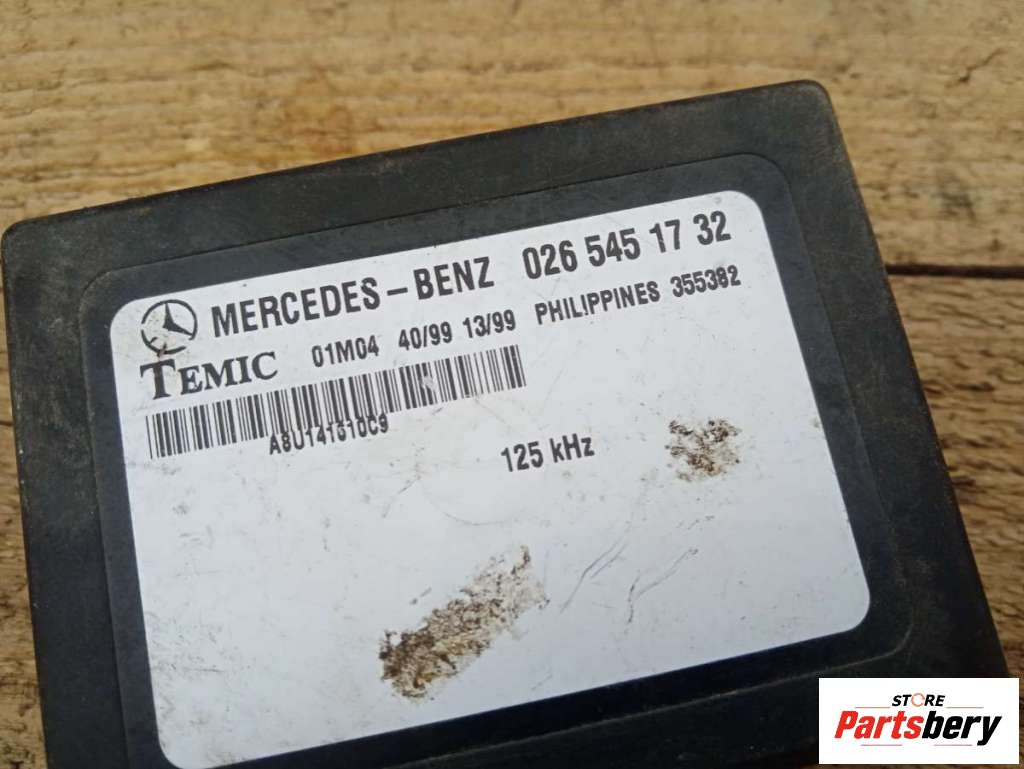 MERCEDES-BENZ 026 545 17 32
TEMIC 01M04 40/99 13/99 PHILIPPINES 355382
A8U141610C9
125 kHz
STORE
Partsbery